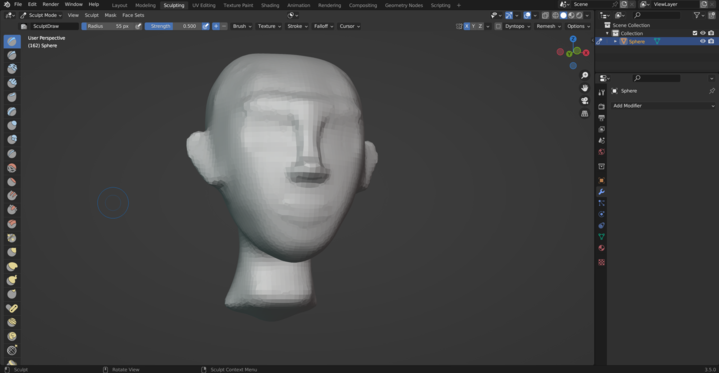 File Edit Render Window Help Layout Modeling Sculpting UV Editing Texture Paint Shading Animation Rendering Compositing Geometry Nodes Scripting + Scene ViewLayer
Sculpt Mode View Sculpt Mask Face Sets
SculptDraw Radius 55 px Strength 0.500 Brush Texture Stroke Falloff Cursor X Y Z Dyntopo Remesh Options
User Perspective
(162) Sphere
Z
Y
X
Scene Collection
Collection
Sphere
Sphere
Add Modifier
Sculpt Rotate View Sculpt Context Menu 3.5.0